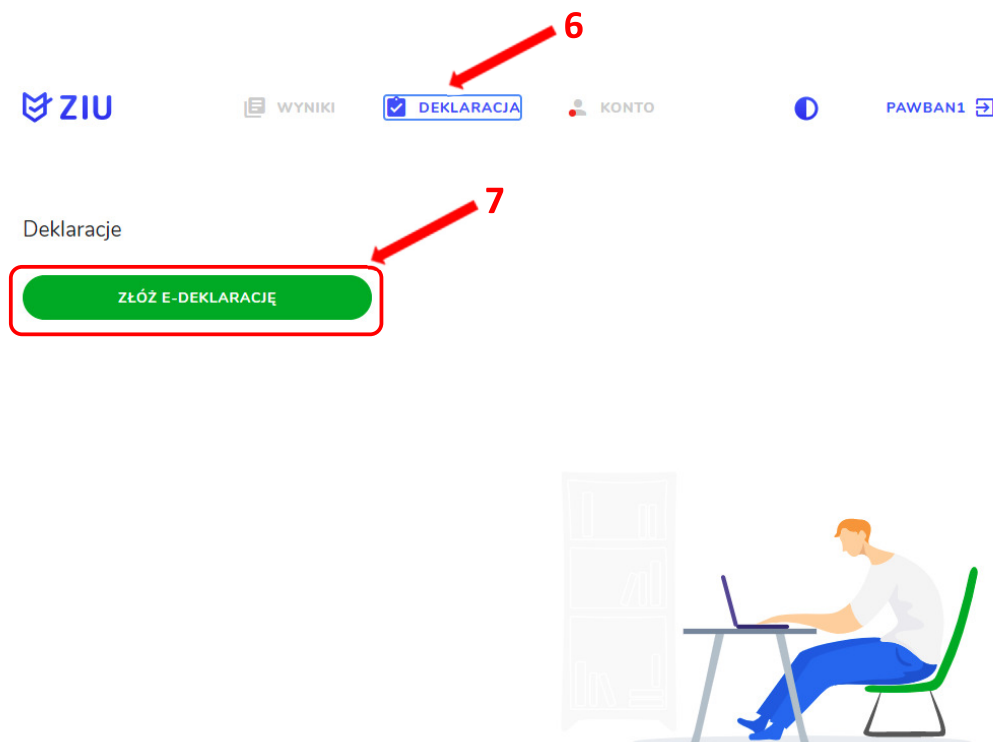 6
ZIU WYNIKI DEKLARACJA KONTO PAWBAN1
7
Deklaracje
ZŁÓŻ E-DEKLARACJĘ